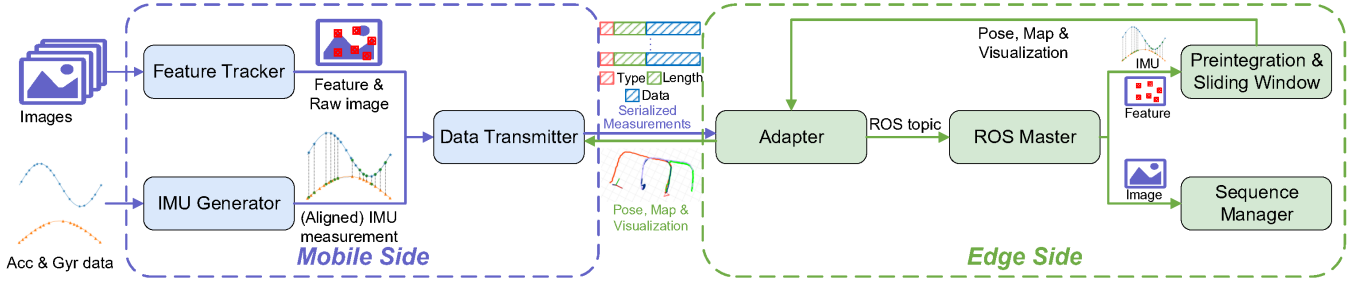 Images
Acc & Gyr data
Feature Tracker
IMU Generator
Feature &
Raw image
(Aligned) IMU
measurement
Data Transmitter
Mobile Side
Type
Length
Data
Serialized
Measurements
Pose, Map &
Visualization
Adapter
ROS topic
ROS Master
Pose, Map &
Visualization
IMU
Feature
Image
Preintegration &
Sliding Window
Sequence
Manager
Edge Side